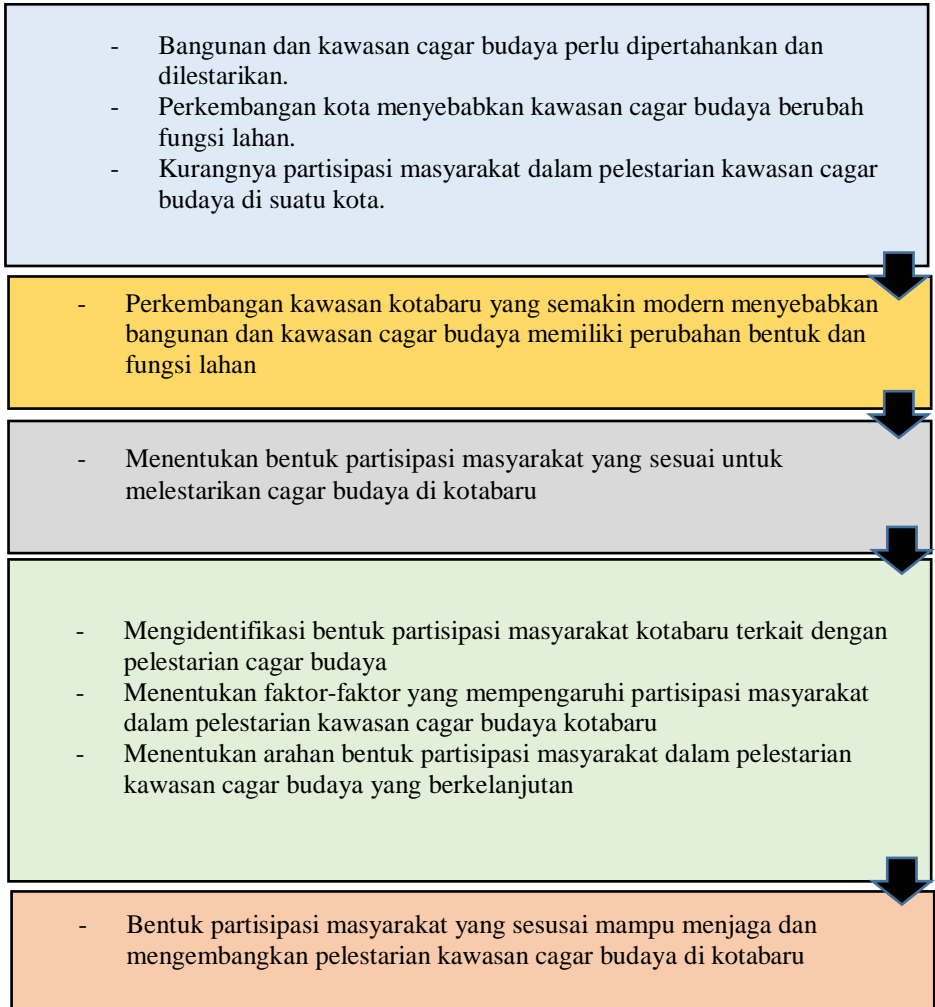 - Bangunan dan kawasan cagar budaya perlu dipertahankan dan
dilestarikan.
- Perkembangan kota menyebabkan kawasan cagar budaya berubah
fungsi lahan.
- Kurangnya partisipasi masyarakat dalam pelestarian kawasan cagar
budaya di suatu kota.
- Perkembangan kawasan kotabaru yang semakin modern menyebabkan
bangunan dan kawasan cagar budaya memiliki perubahan bentuk dan
fungsi lahan
- Menentukan bentuk partisipasi masyarakat yang sesuai untuk
melestarikan cagar budaya di kotabaru
- Mengidentifikasi bentuk partisipasi masyarakat kotabaru terkait dengan
pelestarian cagar budaya
- Menentukan faktor-faktor yang mempengaruhi partisipasi masyarakat
dalam pelestarian kawasan cagar budaya kotabaru
- Menentukan arahan bentuk partisipasi masyarakat dalam pelestarian
kawasan cagar budaya yang berkelanjutan
- Bentuk partisipasi masyarakat yang sesusai mampu menjaga dan
mengembangkan pelestarian kawasan cagar budaya di kotabaru